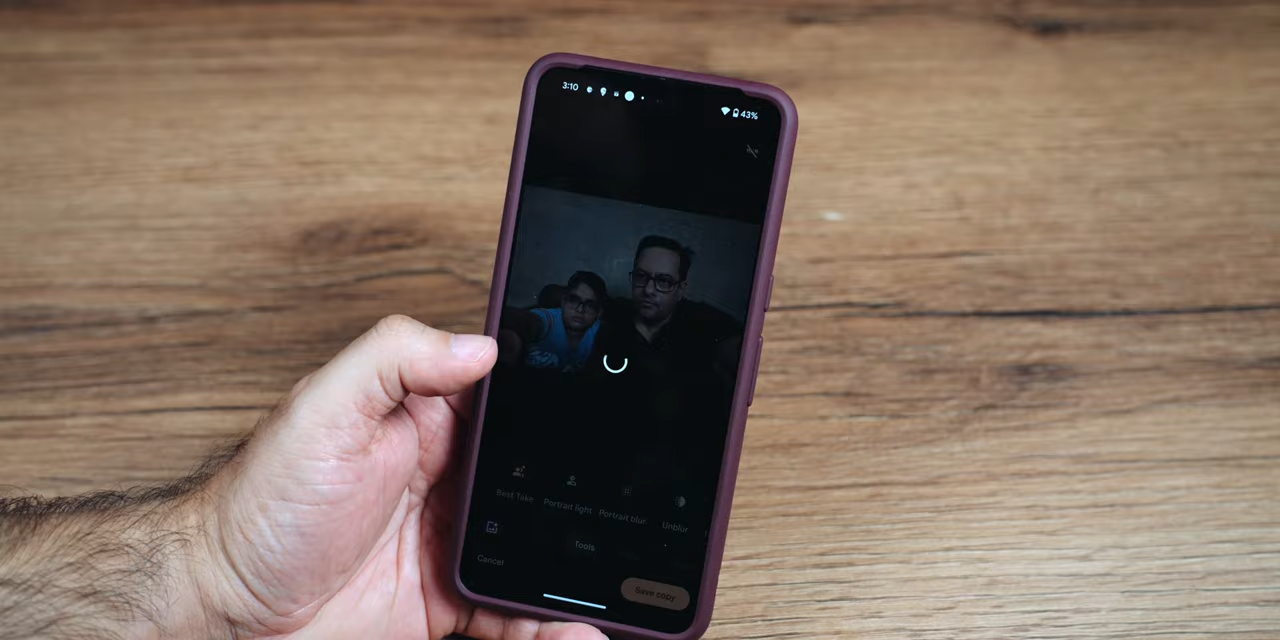 3:10
43%
Best Take
Portrait light
Portrait blur
Unblur
Tools
Cancel
Save copy